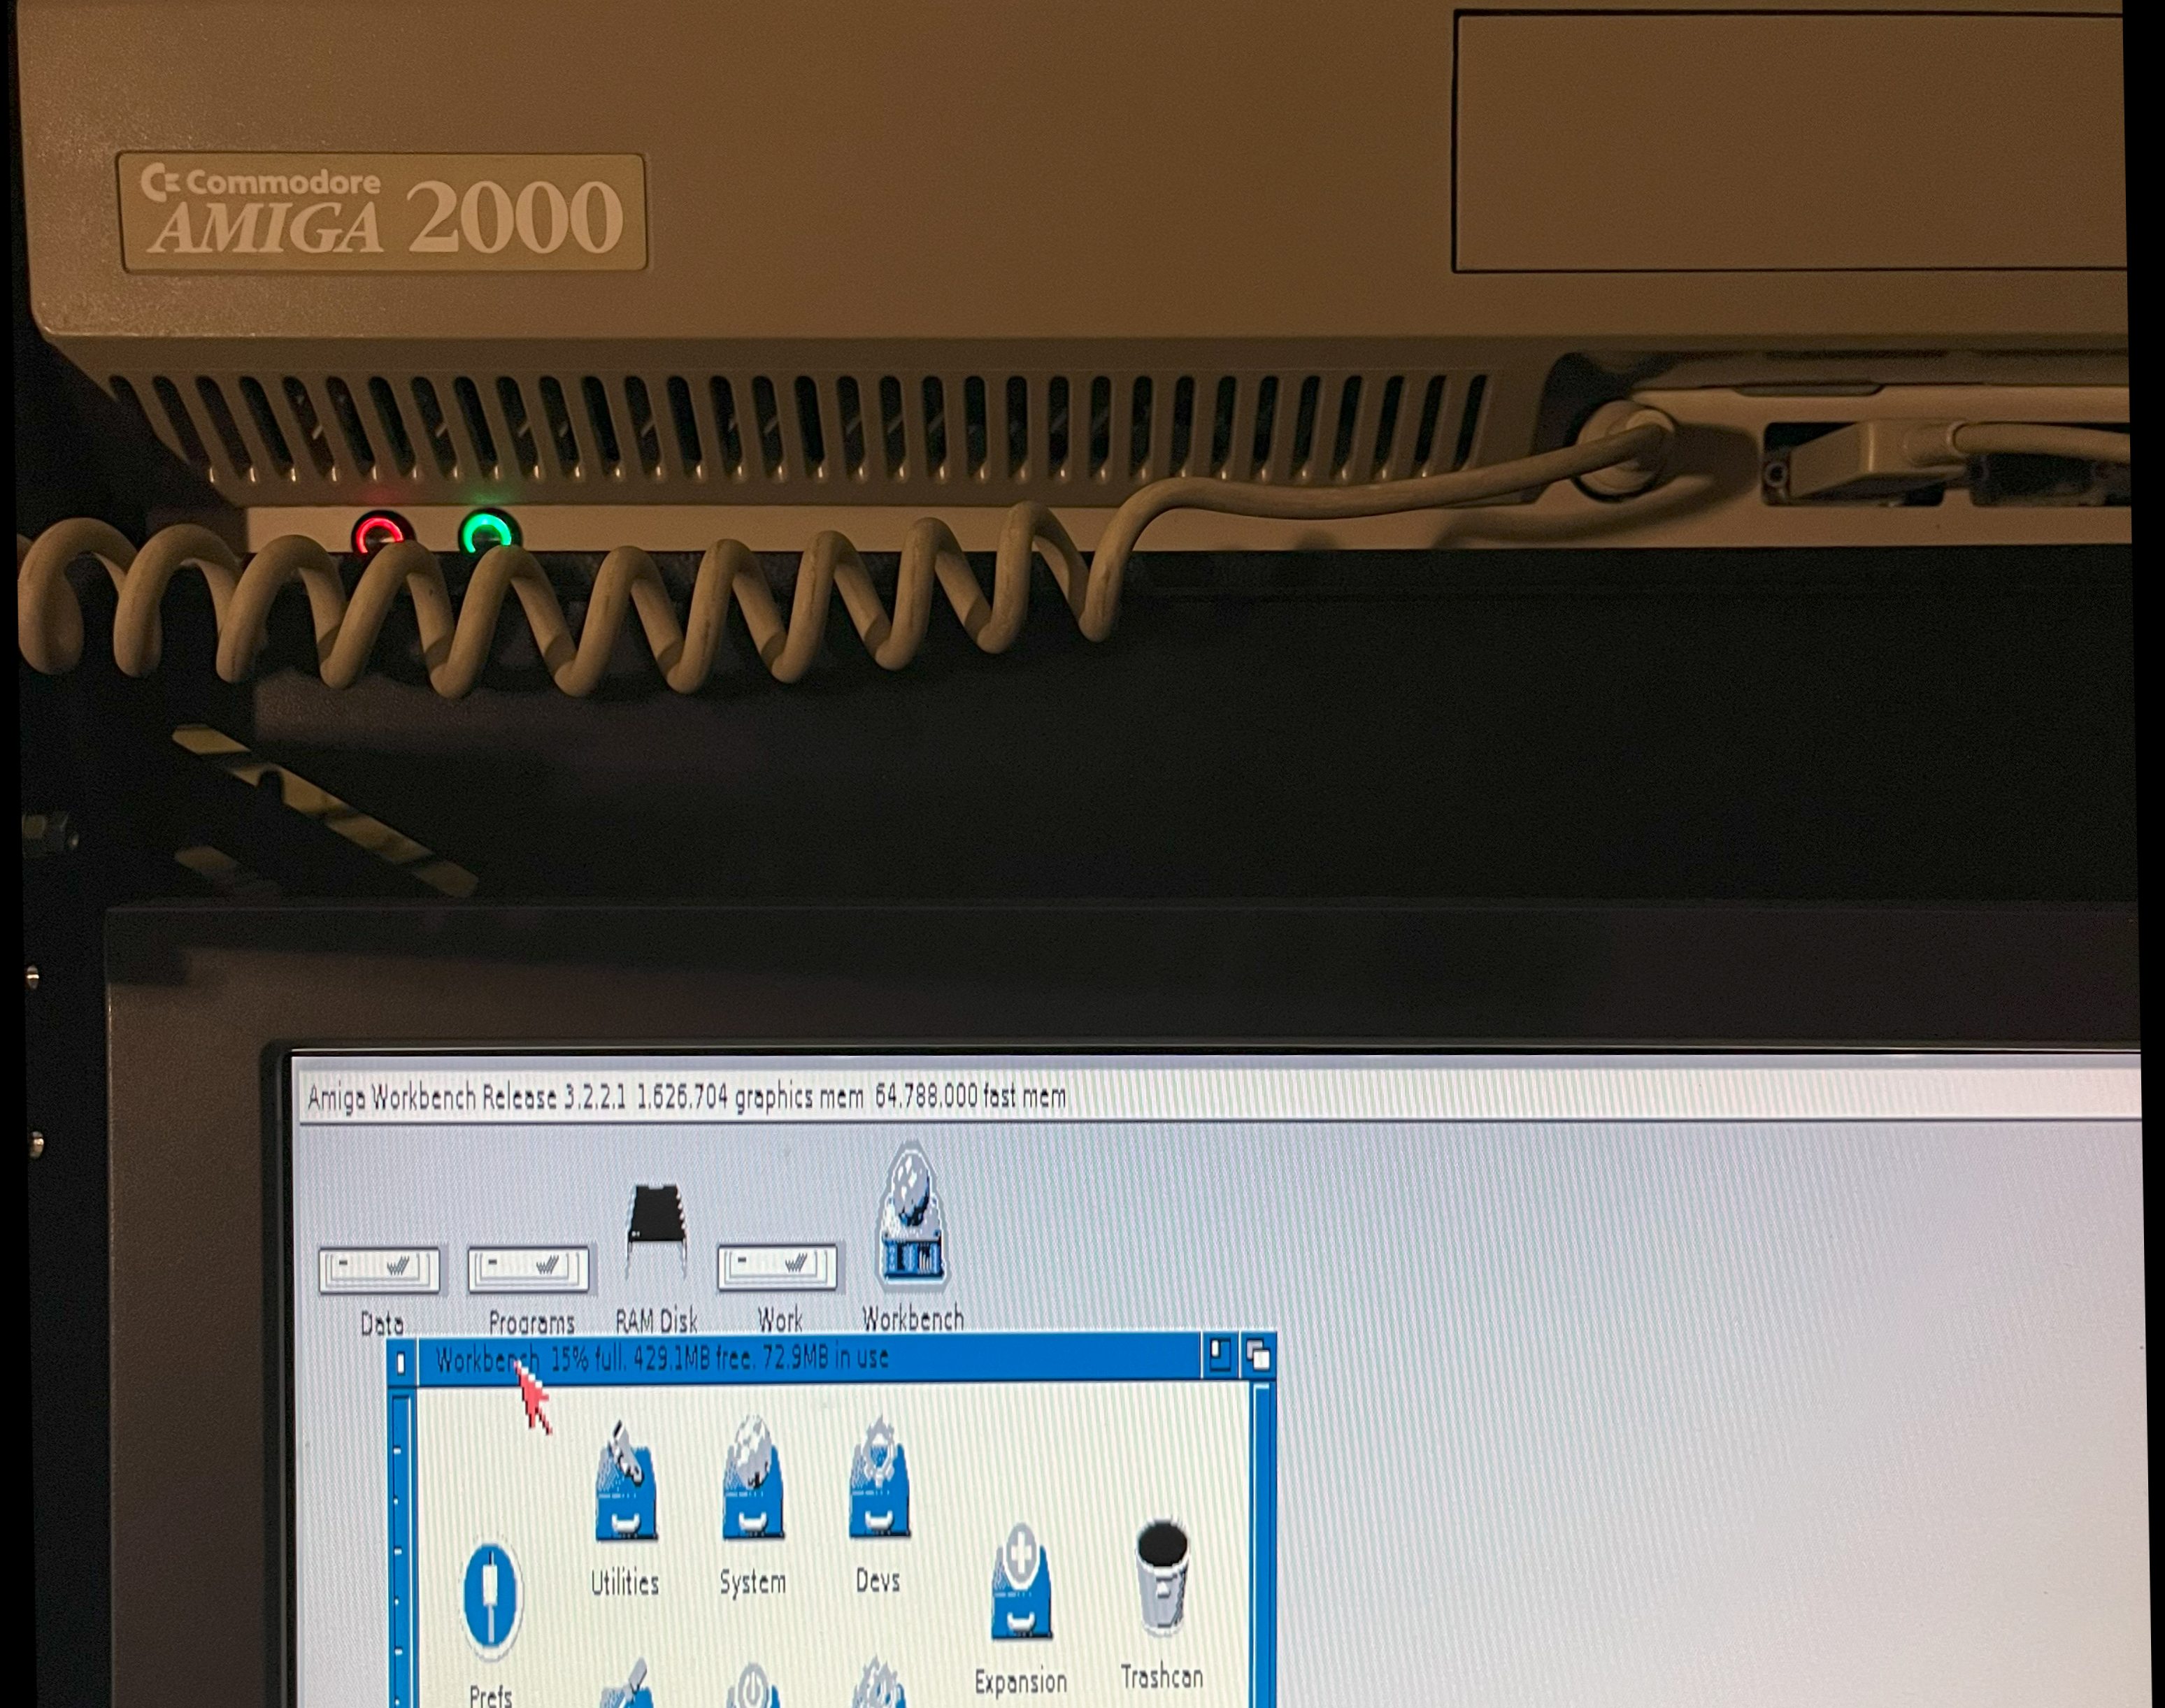 Commodore
AMIGA 2000
Amiga Workbench Release 3.2.2.1 1.626.704 graphics mem 64.788.000 fast mem
Data Programs RAM Disk Work Workbench
Workbench 15% full. 429.1MB free. 72.9MB in use
Utilities System Devs
Expansion Trashcan
Prefs